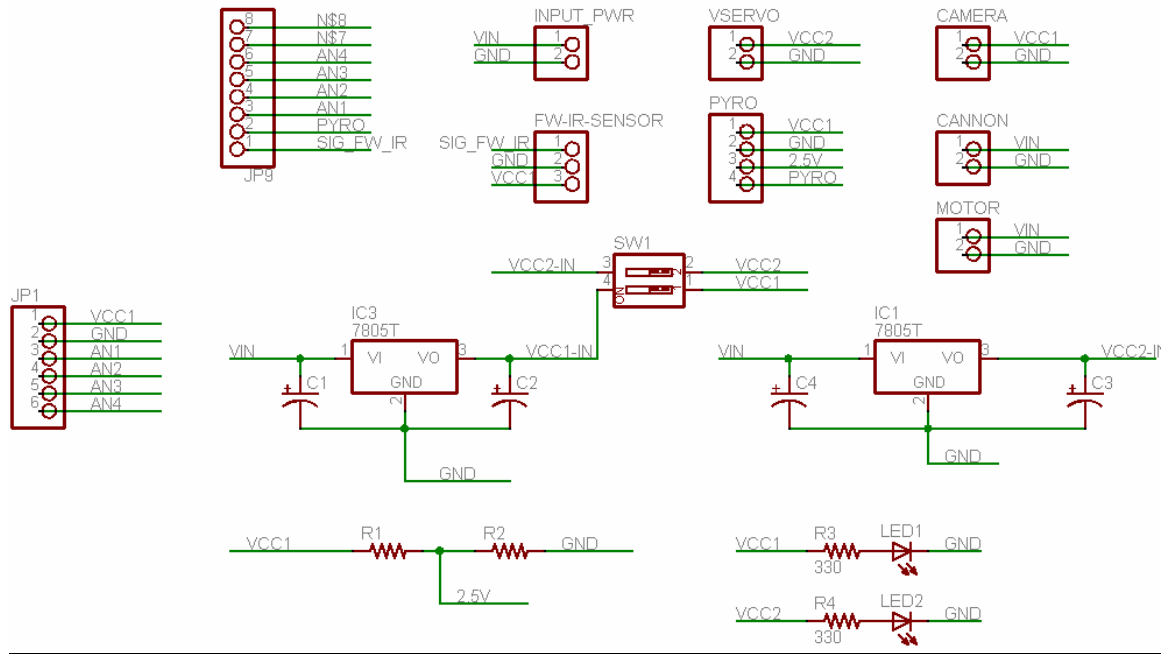 INPUT_PWR
VSERVO
CAMERA
8 N$8
7 N$7
6 AN4
5 AN3
4 AN2
3 AN1
2 PYRO
1 SIG_FW_IR
JP9
VIN 1
GND 2
1 VCC2
2 GND
1 VCC1
2 GND
FW-IR-SENSOR
SIG_FW_IR 1
GND 2
VCC1 3
PYRO
1 VCC1
2 GND
3 2.5V
4 PYRO
CANNON
1 VIN
2 GND
MOTOR
1 VIN
2 GND
SW1
VCC2-IN 3 2 2 VCC2
4 ON 1 1 VCC1
JP1
1 VCC1
2 GND
3 AN1
4 AN2
5 AN3
6 AN4
IC3
7805T
VIN 1 VI VO 3 VCC1-IN
GND
2
+ C1
+ C2
GND
IC1
7805T
VIN 1 VI VO 3 VCC2-IN
GND
2
+ C4
+ C3
GND
VCC1 R1 R2 GND
2.5V
R3 LED1
VCC1 GND
330
R4 LED2
VCC2 GND
330